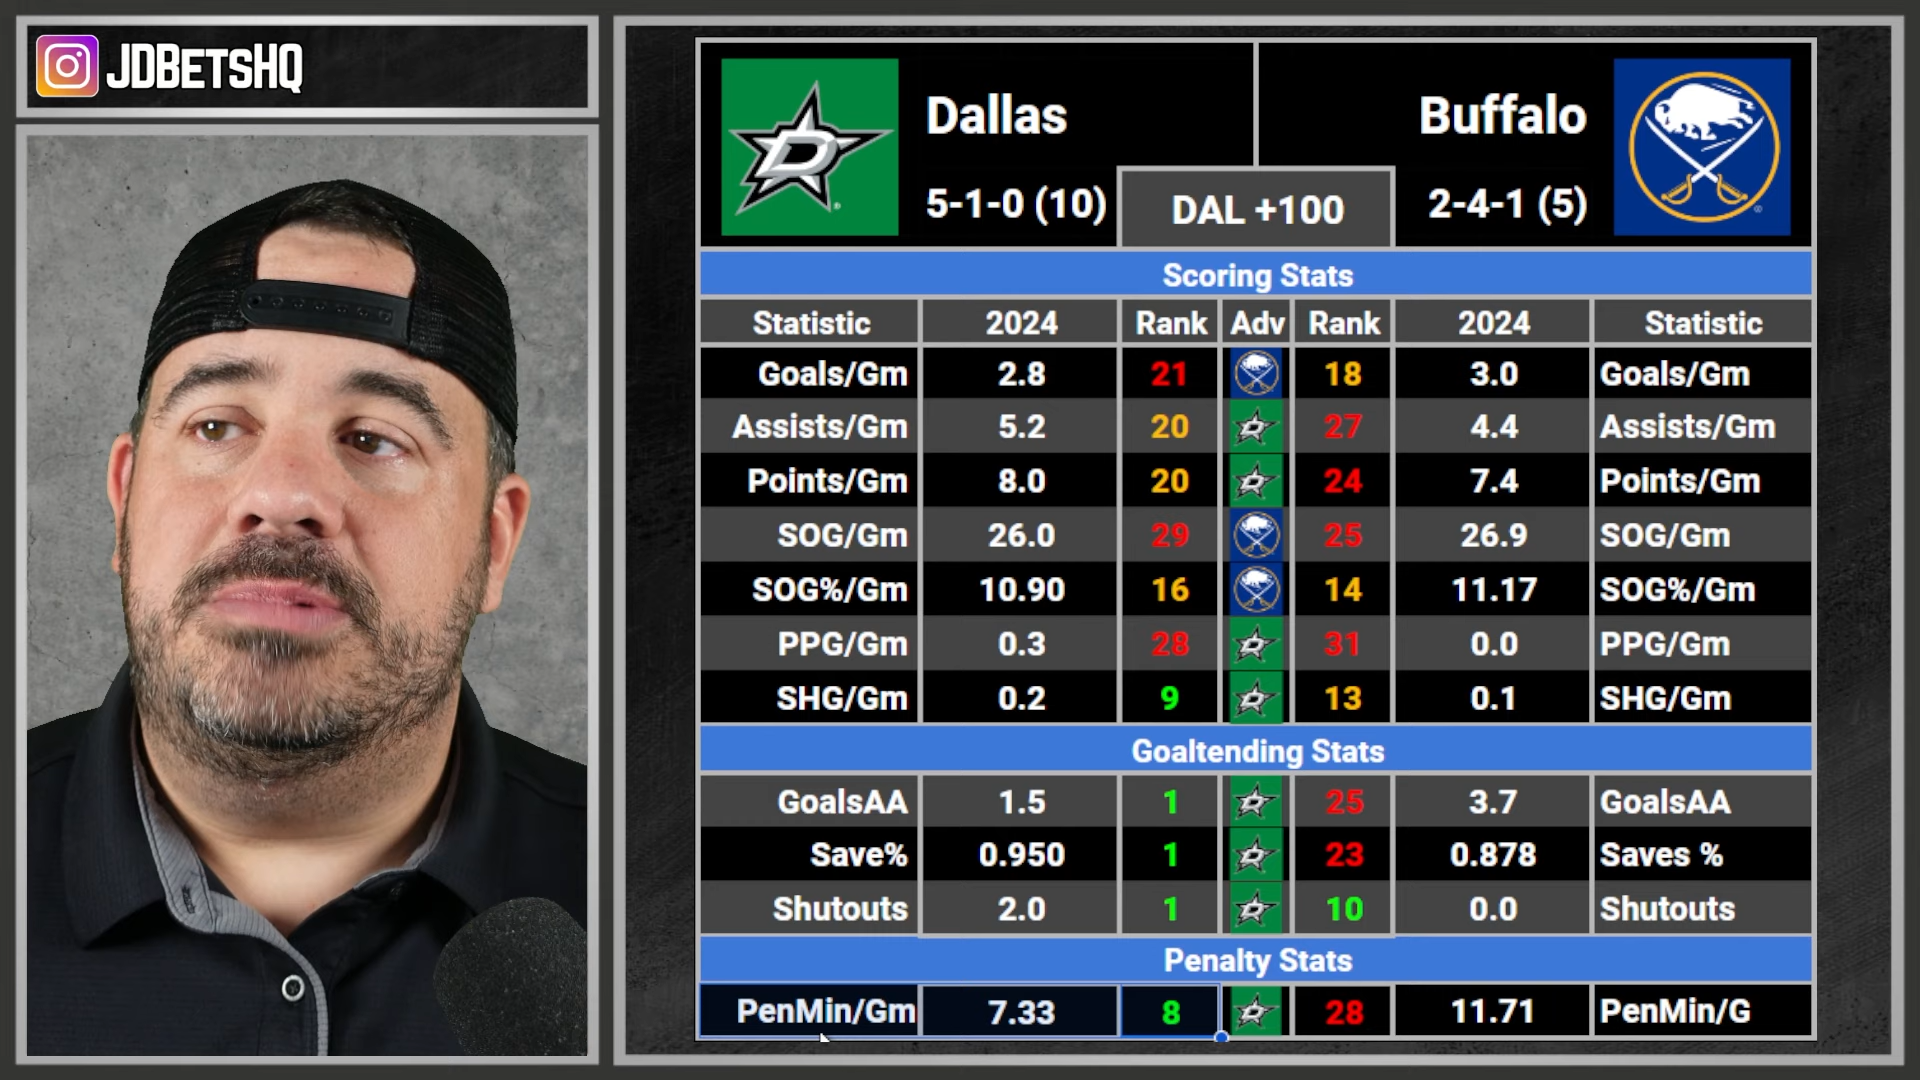 JDBETSHQ
Dallas
Buffalo
5-1-0 (10)
DAL +100
2-4-1 (5)
Scoring Stats
Statistic 2024 Rank Adv Rank 2024 Statistic
Goals/Gm 2.8 21 18 3.0 Goals/Gm
Assists/Gm 5.2 20 27 4.4 Assists/Gm
Points/Gm 8.0 20 24 7.4 Points/Gm
SOG/Gm 26.0 29 25 26.9 SOG/Gm
SOG%/Gm 10.90 16 14 11.17 SOG%/Gm
PPG/Gm 0.3 28 31 0.0 PPG/Gm
SHG/Gm 0.2 9 13 0.1 SHG/Gm
Goaltending Stats
GoalsAA 1.5 1 25 3.7 GoalsAA
Save% 0.950 1 23 0.878 Saves %
Shutouts 2.0 1 10 0.0 Shutouts
Penalty Stats
PenMin/Gm 7.33 8 28 11.71 PenMin/G